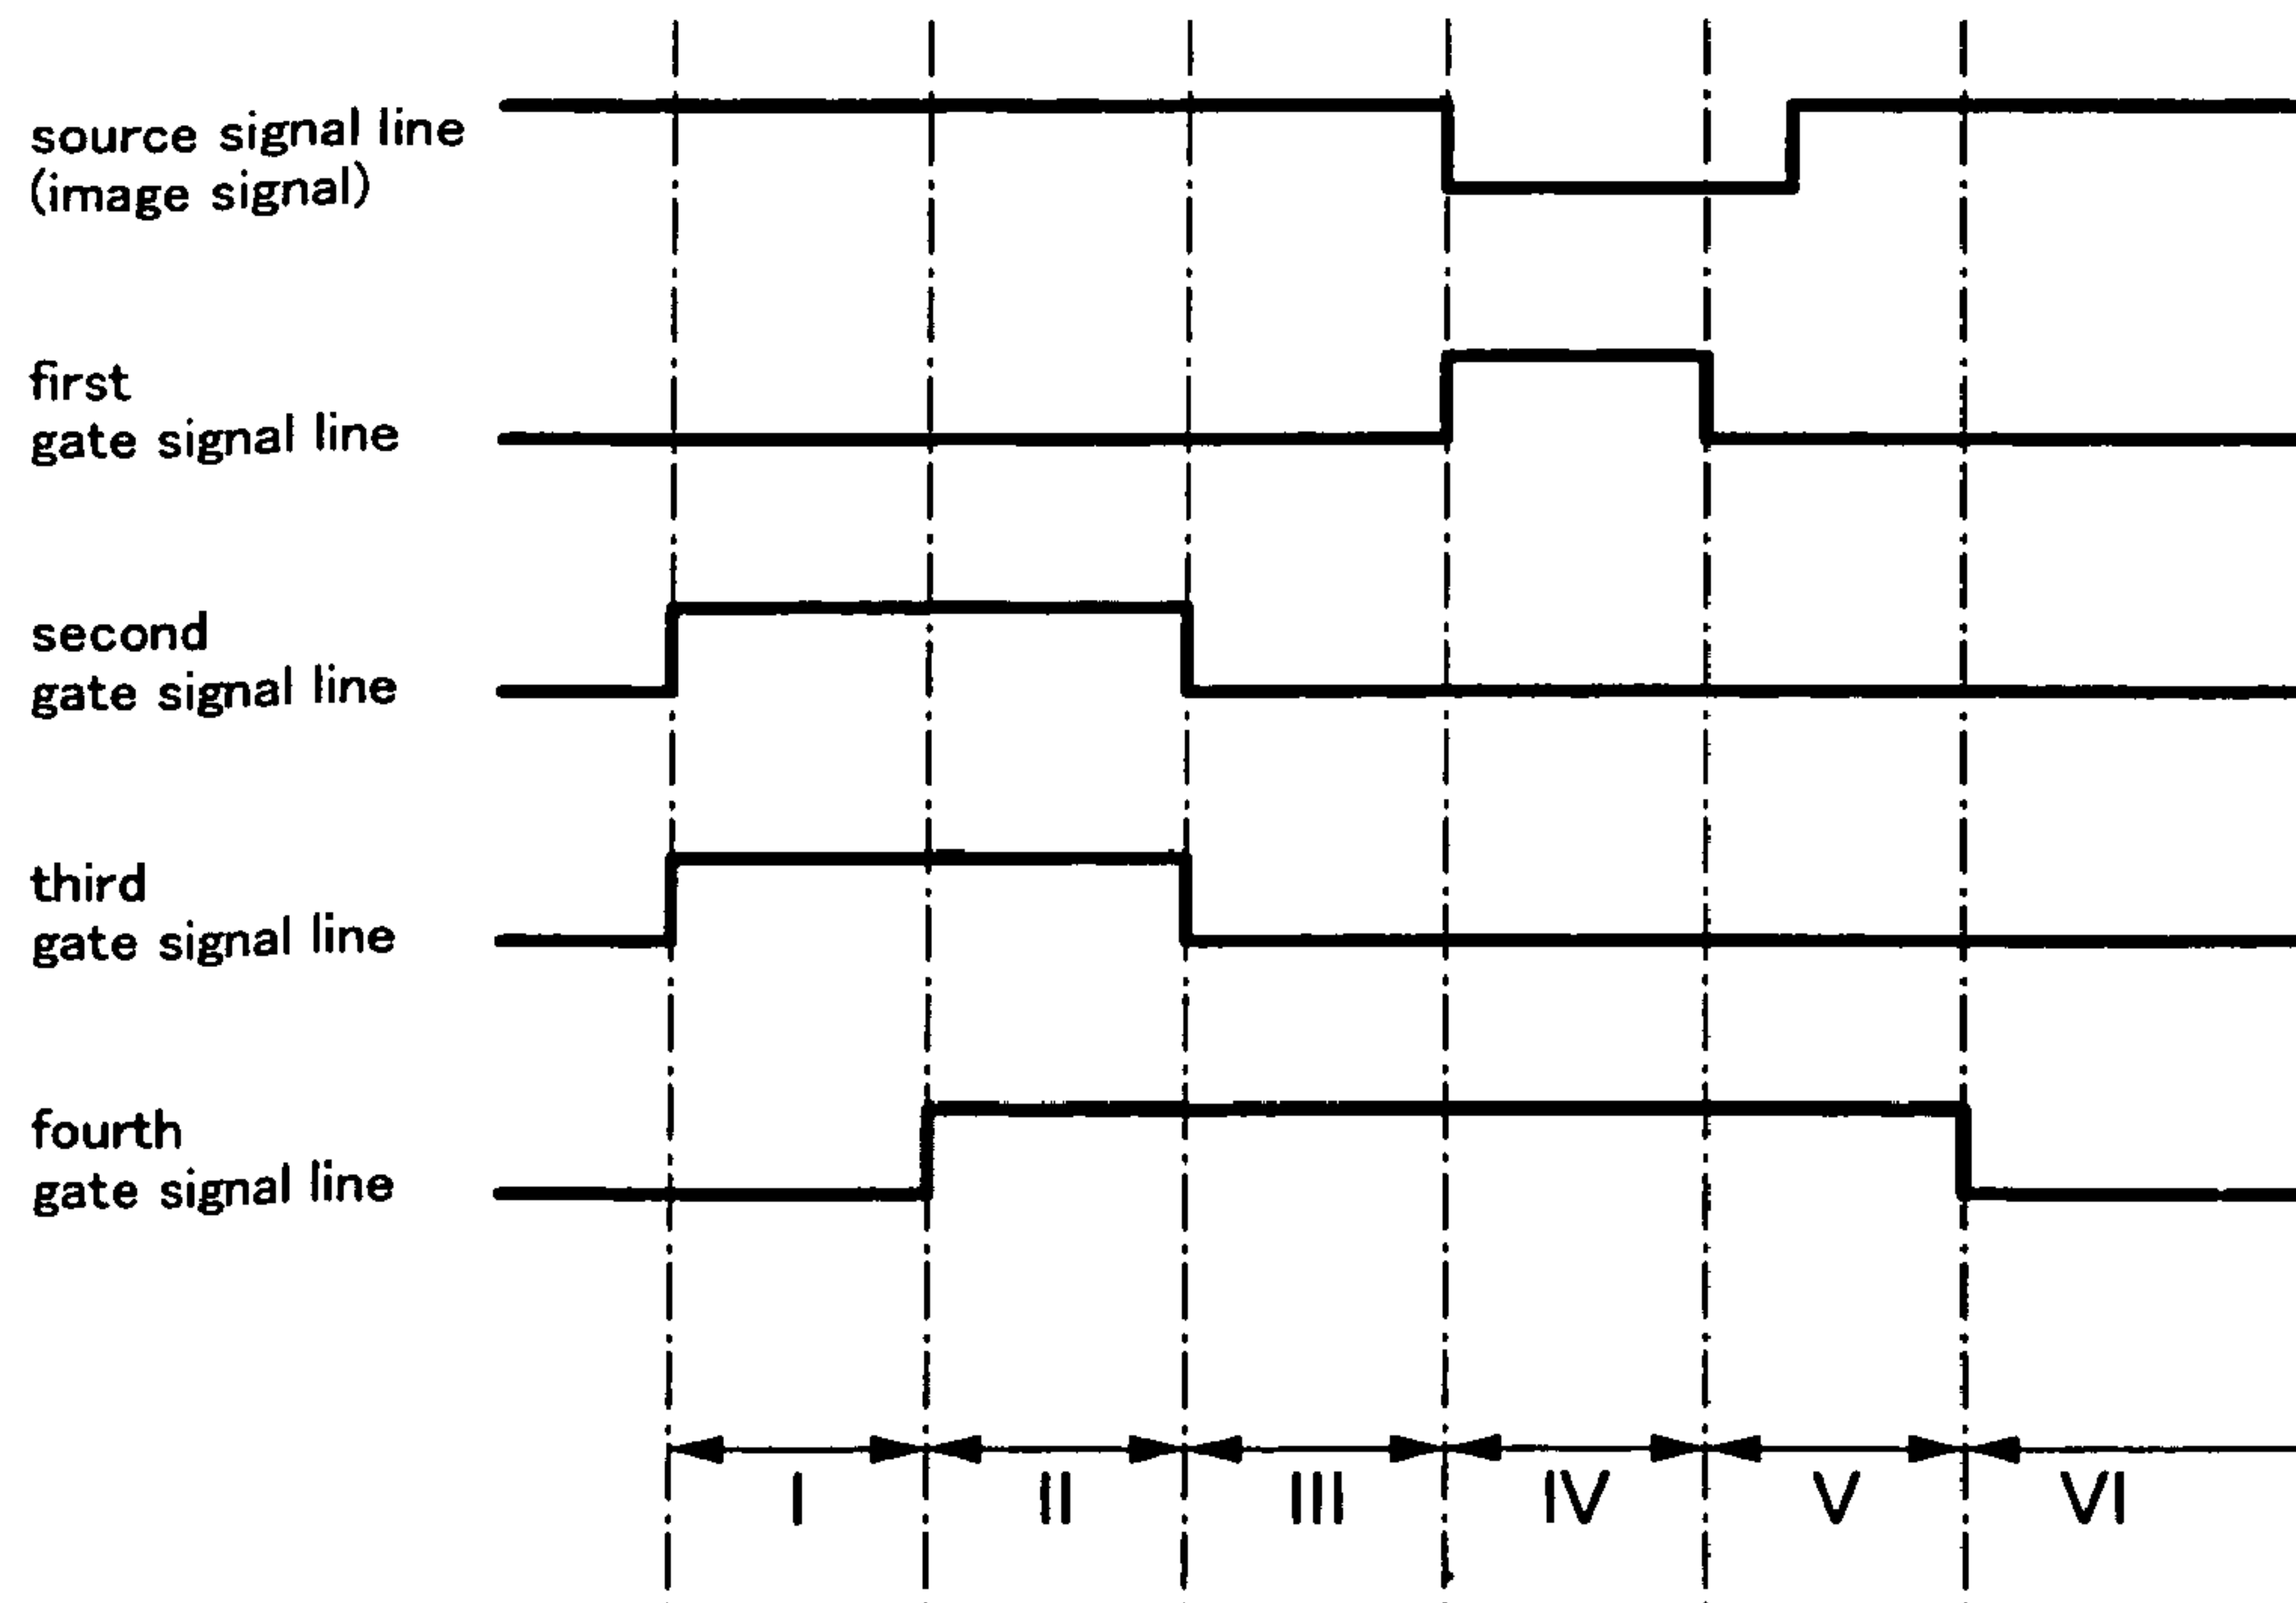 source signal line
(image signal)
first
gate signal line
second
gate signal line
third
gate signal line
fourth
gate signal line
I II III IV V VI